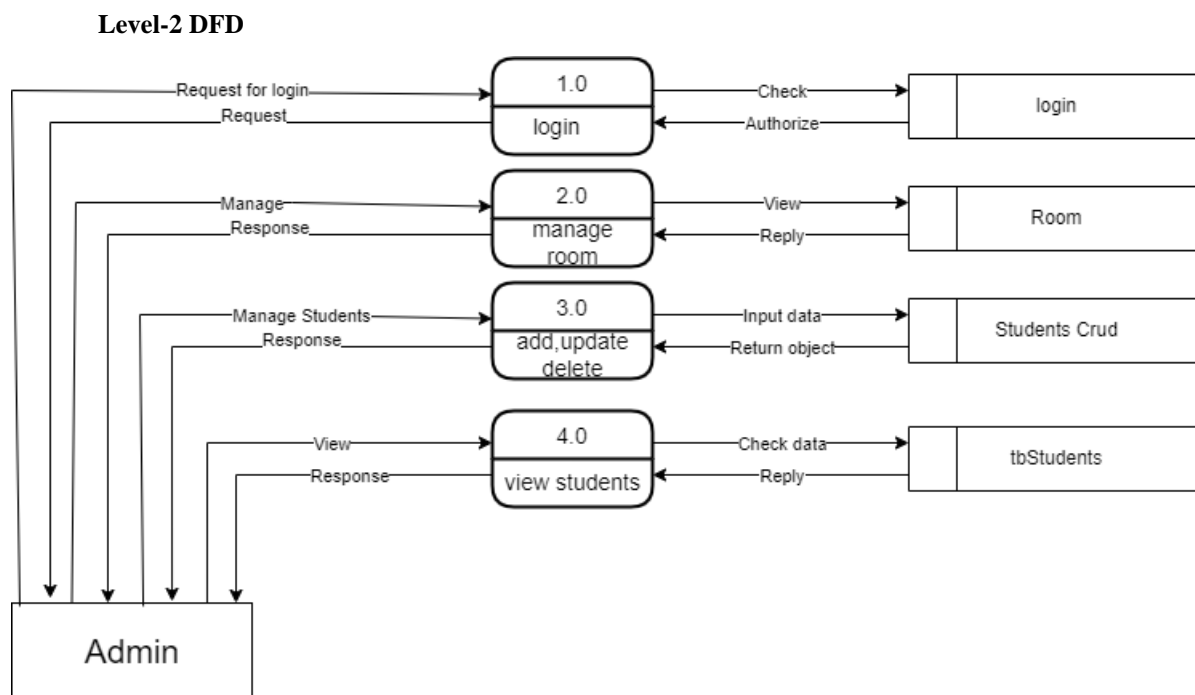 Level-2 DFD
Request for login
1.0
Check
login
Request
login
Authorize
Manage
2.0
View
Room
Response
manage
room
Reply
Manage Students
3.0
Input data
Students Crud
Response
add,update
delete
Return object
View
4.0
Check data
tbStudents
Response
view students
Reply
Admin